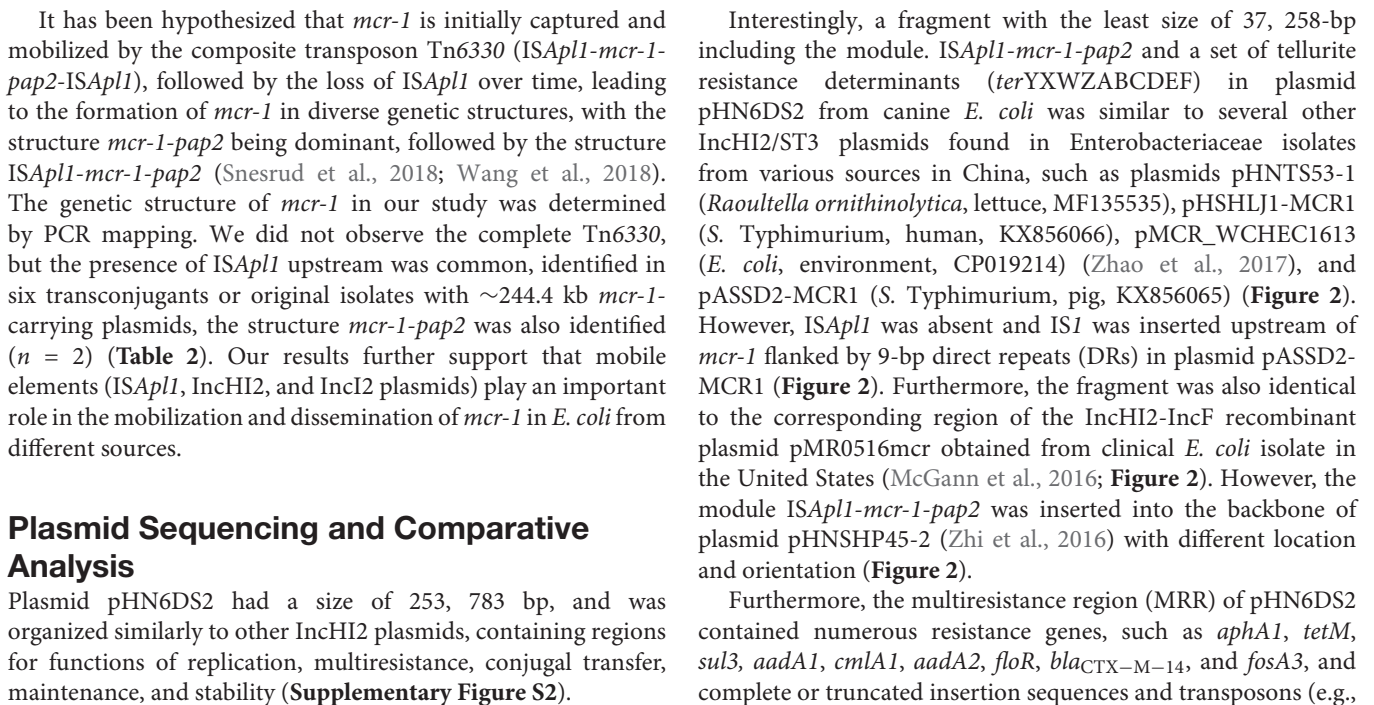 It has been hypothesized that mcr-1 is initially captured and
mobilized by the composite transposon Tn6330 (ISApl1-mcr-1-
pap2-ISApl1), followed by the loss of ISApl1 over time, leading
to the formation of mcr-1 in diverse genetic structures, with the
structure mcr-1-pap2 being dominant, followed by the structure
ISApl1-mcr-1-pap2 (Snesrud et al., 2018; Wang et al., 2018).
The genetic structure of mcr-1 in our study was determined
by PCR mapping. We did not observe the complete Tn6330,
but the presence of ISApl1 upstream was common, identified in
six transconjugants or original isolates with ∼244.4 kb mcr-1-
carrying plasmids, the structure mcr-1-pap2 was also identified
(n = 2) (Table 2). Our results further support that mobile
elements (ISApl1, IncHI2, and IncI2 plasmids) play an important
role in the mobilization and dissemination of mcr-1 in E. coli from
different sources.
Plasmid Sequencing and Comparative
Analysis
Plasmid pHN6DS2 had a size of 253, 783 bp, and was
organized similarly to other IncHI2 plasmids, containing regions
for functions of replication, multiresistance, conjugal transfer,
maintenance, and stability (Supplementary Figure S2).
Interestingly, a fragment with the least size of 37, 258-bp
including the module. ISApl1-mcr-1-pap2 and a set of tellurite
resistance determinants (terYXWZABCDEF) in plasmid
pHN6DS2 from canine E. coli was similar to several other
IncHI2/ST3 plasmids found in Enterobacteriaceae isolates
from various sources in China, such as plasmids pHNTS53-1
(Raoultella ornithinolytica, lettuce, MF135535), pHSHLJ1-MCR1
(S. Typhimurium, human, KX856066), pMCR_WCHEC1613
(E. coli, environment, CP019214) (Zhao et al., 2017), and
pASSD2-MCR1 (S. Typhimurium, pig, KX856065) (Figure 2).
However, ISApl1 was absent and IS1 was inserted upstream of
mcr-1 flanked by 9-bp direct repeats (DRs) in plasmid pASSD2-
MCR1 (Figure 2). Furthermore, the fragment was also identical
to the corresponding region of the IncHI2-IncF recombinant
plasmid pMR0516mcr obtained from clinical E. coli isolate in
the United States (McGann et al., 2016; Figure 2). However, the
module ISApl1-mcr-1-pap2 was inserted into the backbone of
plasmid pHNSHP45-2 (Zhi et al., 2016) with different location
and orientation (Figure 2).
Furthermore, the multiresistance region (MRR) of pHN6DS2
contained numerous resistance genes, such as aphA1, tetM,
sul3, aadA1, cmlA1, aadA2, floR, blaCTX−M−14, and fosA3, and
complete or truncated insertion sequences and transposons (e.g.,